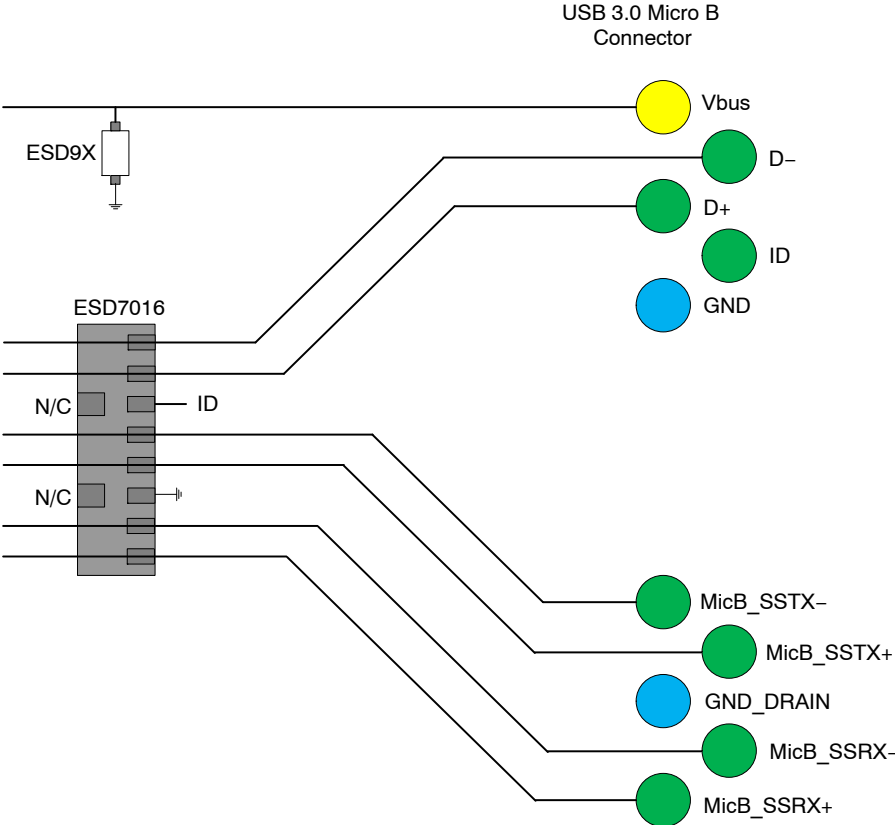 USB 3.0 Micro B
Connector
Vbus
ESD9X
D−
D+
ID
GND
ESD7016
N/C
ID
N/C
MicB_SSTX−
MicB_SSTX+
GND_DRAIN
MicB_SSRX−
MicB_SSRX+